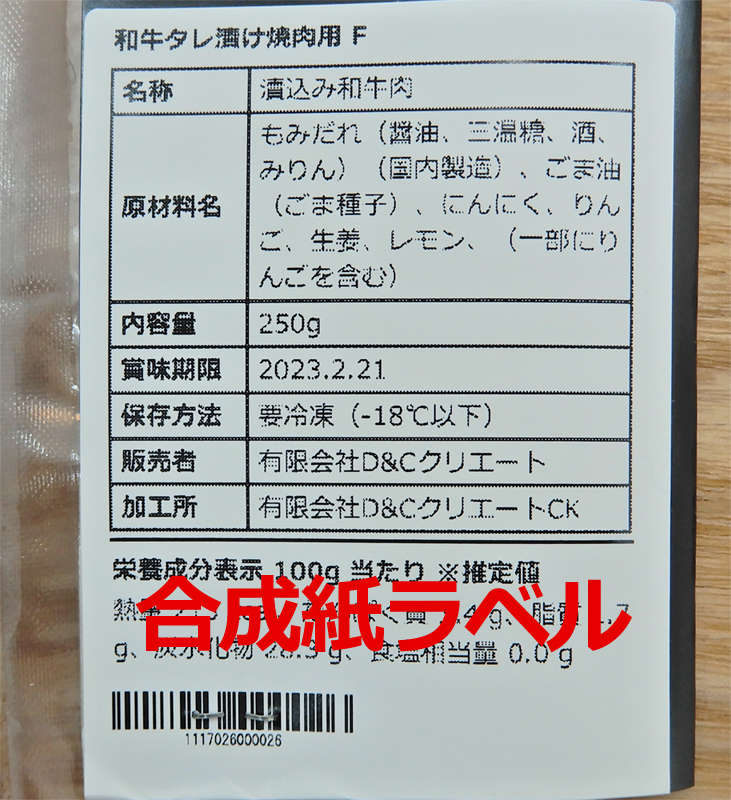 和牛タレ漬け焼肉用 F
名称
漬込み和牛肉
原材料名
もみだれ（醤油、三温糖、酒、
みりん）（国内製造）、ごま油
（ごま種子）、にんにく、りん
ご、生姜、レモン、（一部にり
んごを含む）
内容量
250g
賞味期限
2023.2.21
保存方法
要冷凍（-18℃以下）
販売者
有限会社D&Cクリエート
加工所
有限会社D&CクリエートCK
栄養成分表示 100g 当たり ※推定値
合成紙ラベル
g、炭水化物 g、食塩相当量 0.0 g
1117026000026